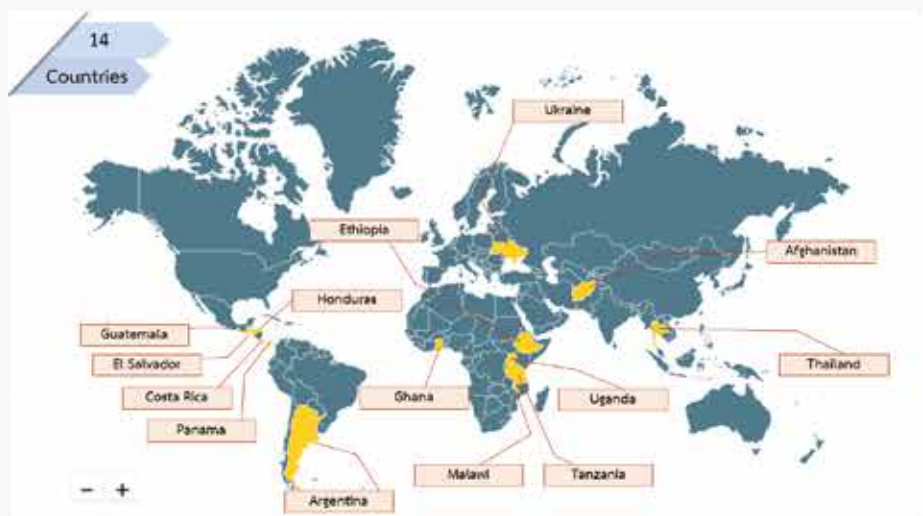 14
Countries
Ukraine
Ethiopia
Afghanistan
Honduras
Guatemala
El Salvador
Thailand
Costa Rica
Ghana
Uganda
Panama
Malawi
Tanzania
Argentina